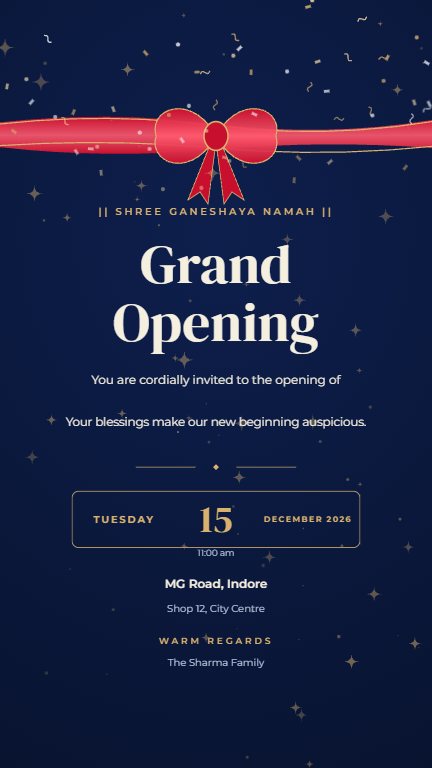 || SHREE GANESHAYA NAMAH ||
Grand
Opening
You are cordially invited to the opening of
Your blessings make our new beginning auspicious.
TUESDAY 15 DECEMBER 2026
11:00 am
MG Road, Indore
Shop 12, City Centre
WARM REGARDS
The Sharma Family